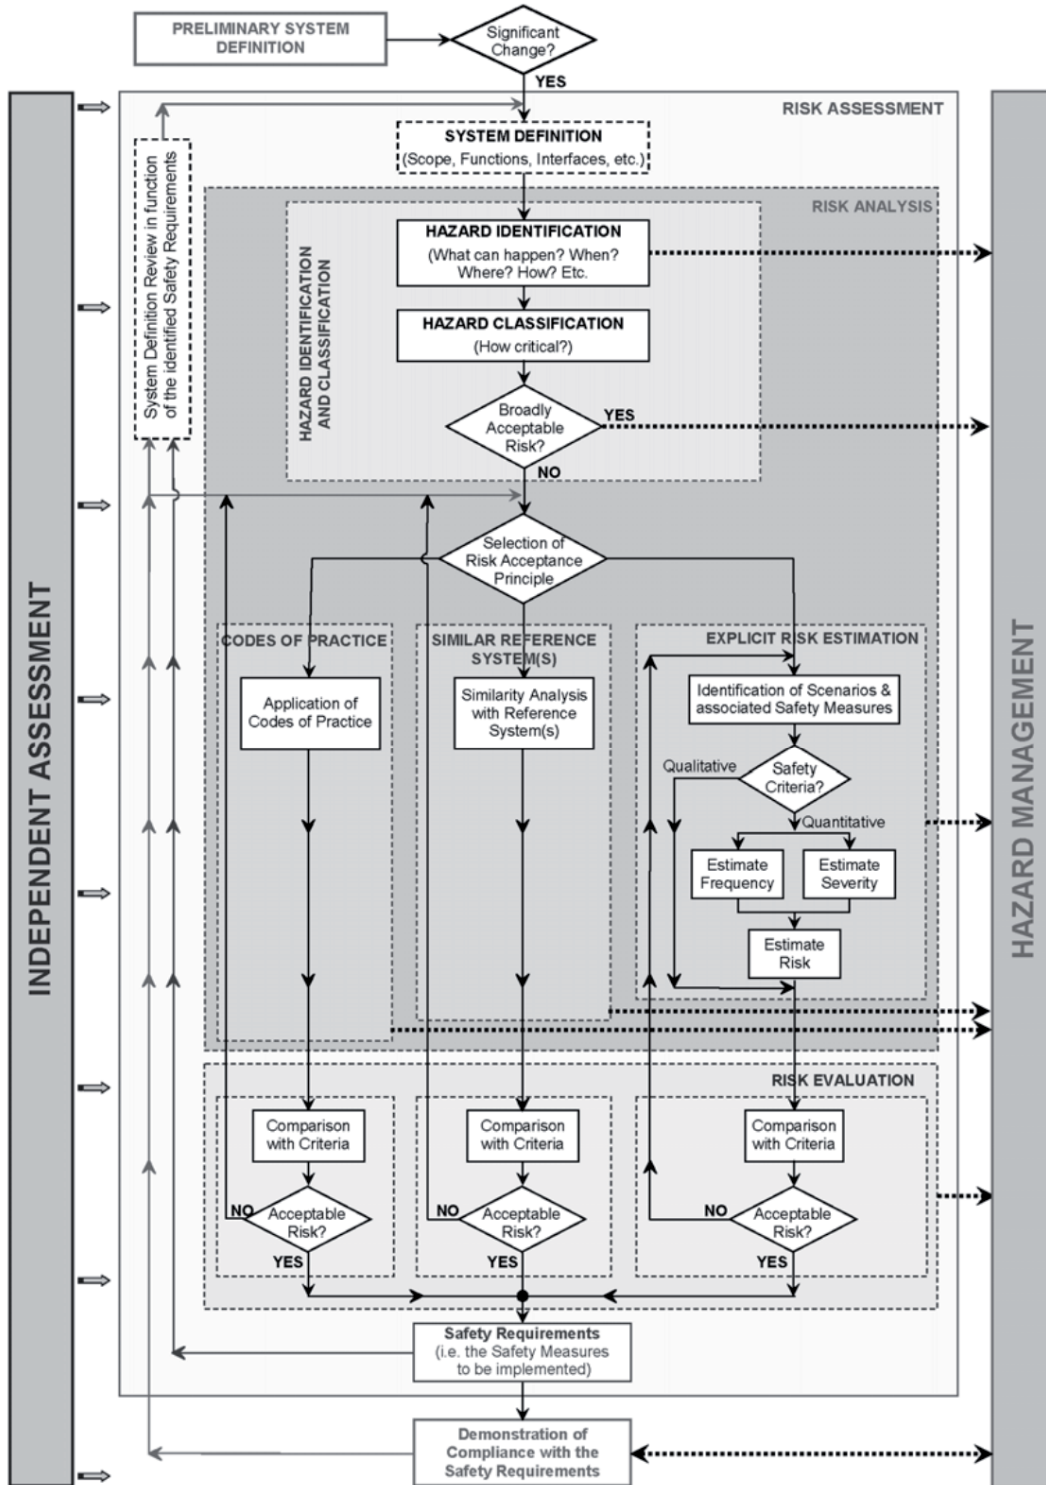 PRELIMINARY SYSTEM
DEFINITION
Significant
Change?
YES
RISK ASSESSMENT
SYSTEM DEFINITION
(Scope, Functions, Interfaces, etc.)
System Definition Review in function
of the identified Safety Requirements
RISK ANALYSIS
HAZARD IDENTIFICATION
AND CLASSIFICATION
HAZARD IDENTIFICATION
(What can happen? When?
Where? How? Etc.
HAZARD CLASSIFICATION
(How critical?)
Broadly
Acceptable
Risk?
YES
NO
Selection of
Risk Acceptance
Principle
INDEPENDENT ASSESSMENT
HAZARD MANAGEMENT
CODES OF PRACTICE
Application of
Codes of Practice
SIMILAR REFERENCE
SYSTEM(S)
Similarity Analysis
with Reference
System(s)
EXPLICIT RISK ESTIMATION
Identification of Scenarios &
associated Safety Measures
Qualitative
Safety
Criteria?
Quantitative
Estimate
Frequency
Estimate
Severity
Estimate
Risk
RISK EVALUATION
Comparison
with Criteria
NO
Acceptable
Risk?
YES
Comparison
with Criteria
NO
Acceptable
Risk?
YES
Comparison
with Criteria
NO
Acceptable
Risk?
YES
Safety Requirements
(i.e. the Safety Measures
to be implemented)
Demonstration of
Compliance with the
Safety Requirements